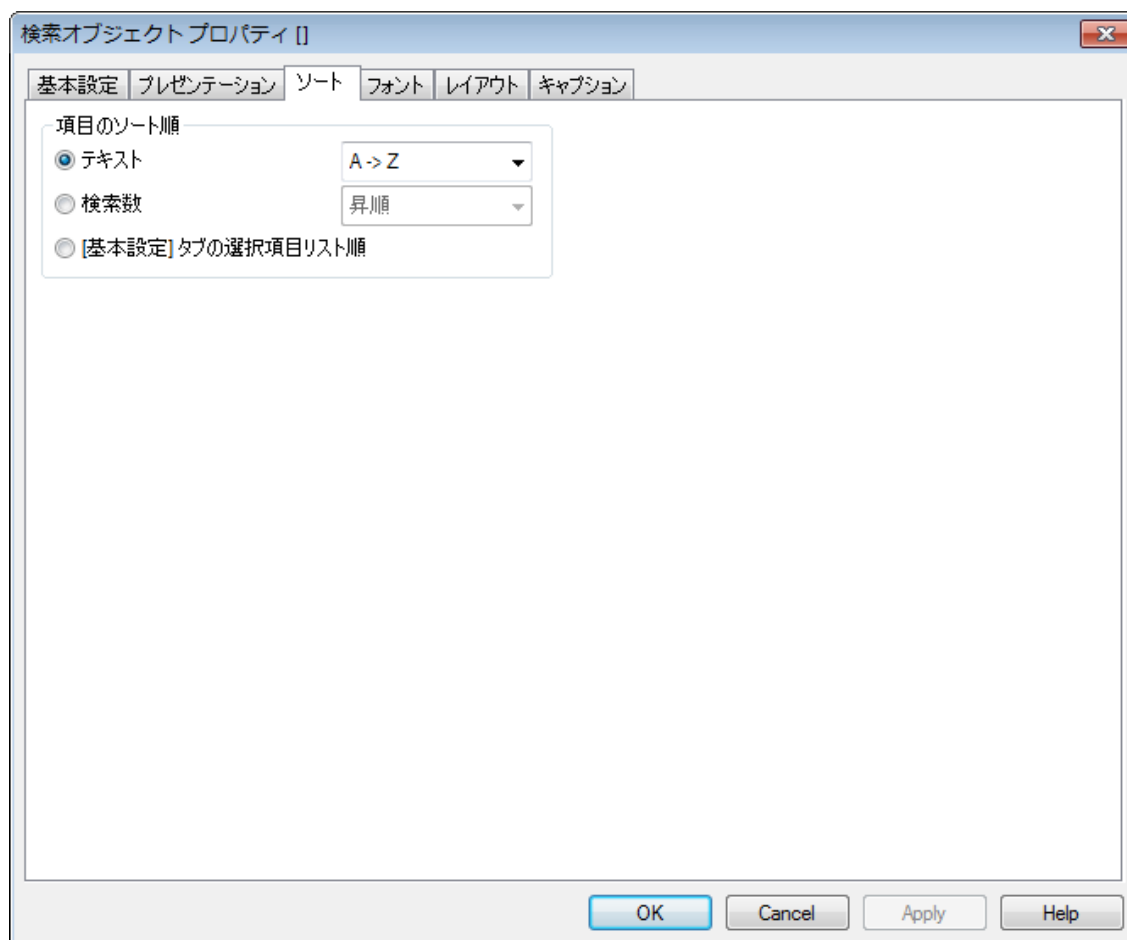 検索オブジェクト プロパティ []
基本設定 プレゼンテーション ソート フォント レイアウト キャプション
項目のソート順
テキスト A -> Z
検索数 昇順
[基本設定] タブの選択項目リスト順
OK Cancel Apply Help